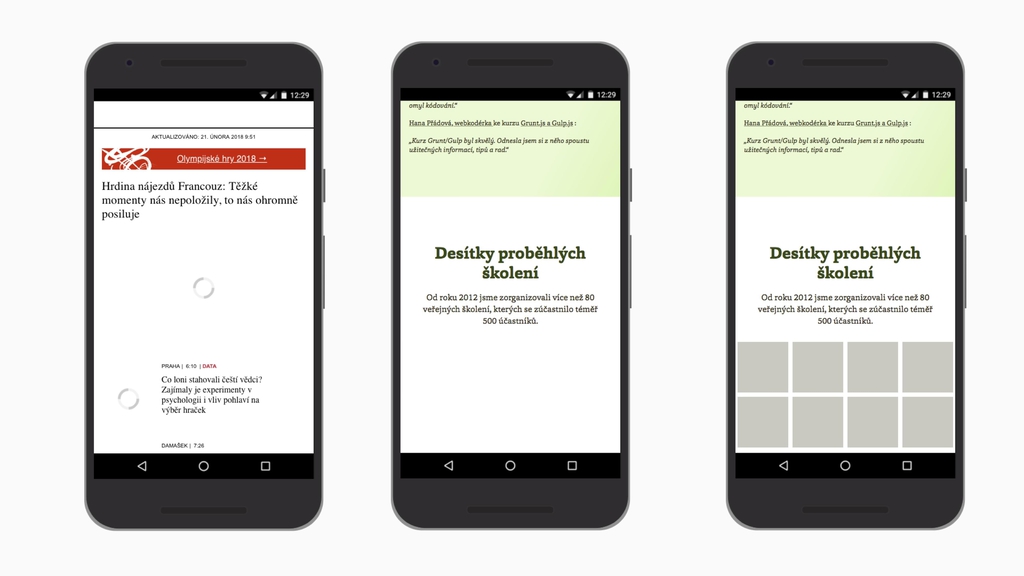 12:29
AKTUALIZOVÁNO: 21. ÚNORA 2018 9:51
Olympijské hry 2018 →
Hrdina nájezdů Francouz: Těžké
momenty nás nepoložily, to nás ohromně
posiluje
PRAHA | 6:10 | DATA
Co loni stahovali čeští vědci?
Zajímaly je experimenty v
psychologii i vliv pohlaví na
výběr hraček
DAMAŠEK | 7:26
12:29
omyl kódování."
Hana Přádová, webkodérka ke kurzu Grunt.js a Gulp.js :
„Kurz Grunt/Gulp byl skvělý. Odnesla jsem si z něho spoustu
užitečných informací, tipů a rad."
Desítky proběhlých
školení
Od roku 2012 jsme zorganizovali více než 80
veřejných školení, kterých se zúčastnilo téměř
500 účastníků.
12:29
omyl kódování."
Hana Přádová, webkodérka ke kurzu Grunt.js a Gulp.js :
„Kurz Grunt/Gulp byl skvělý. Odnesla jsem si z něho spoustu
užitečných informací, tipů a rad."
Desítky proběhlých
školení
Od roku 2012 jsme zorganizovali více než 80
veřejných školení, kterých se zúčastnilo téměř
500 účastníků.